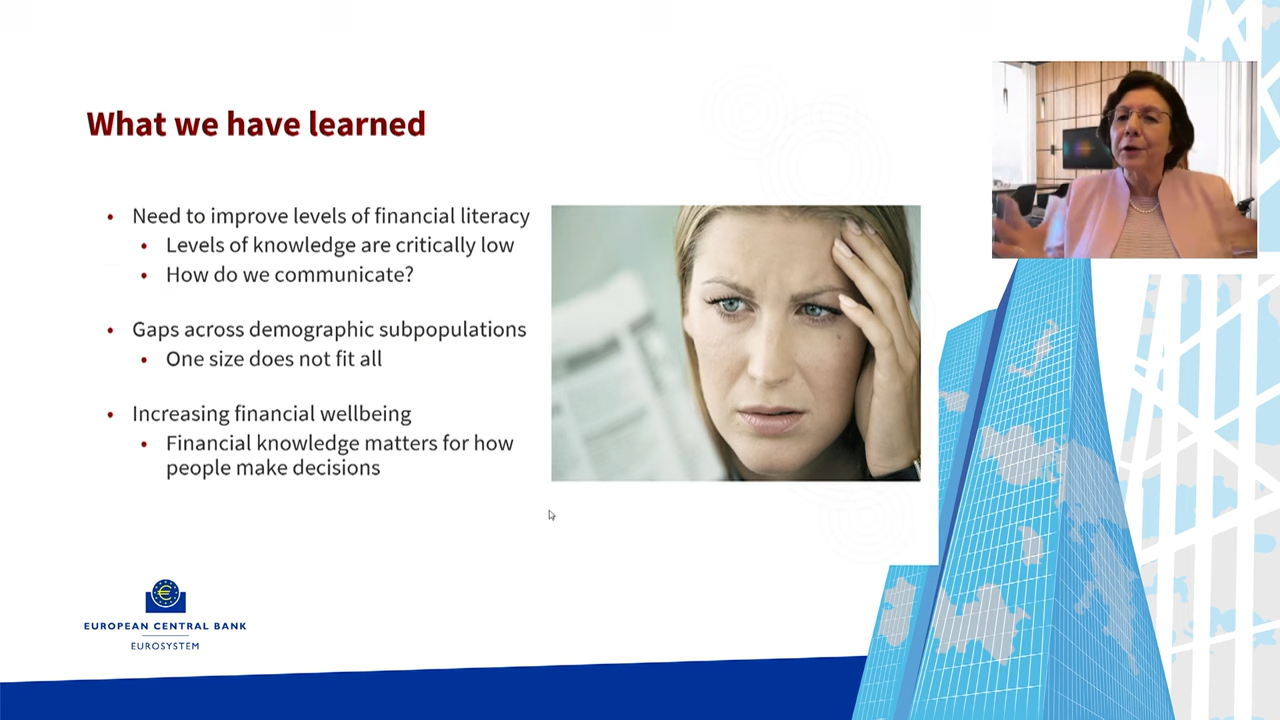 What we have learned
• Need to improve levels of financial literacy
• Levels of knowledge are critically low
• How do we communicate?
• Gaps across demographic subpopulations
• One size does not fit all
• Increasing financial wellbeing
• Financial knowledge matters for how
people make decisions
EUROPEAN CENTRAL BANK
EUROSYSTEM